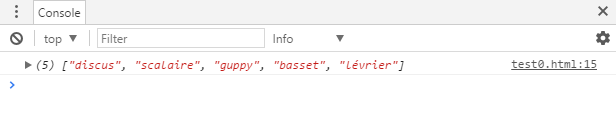 Console
top Filter Info
(5) ["discus", "scalaire", "guppy", "basset", "lévrier"] test0.html:15